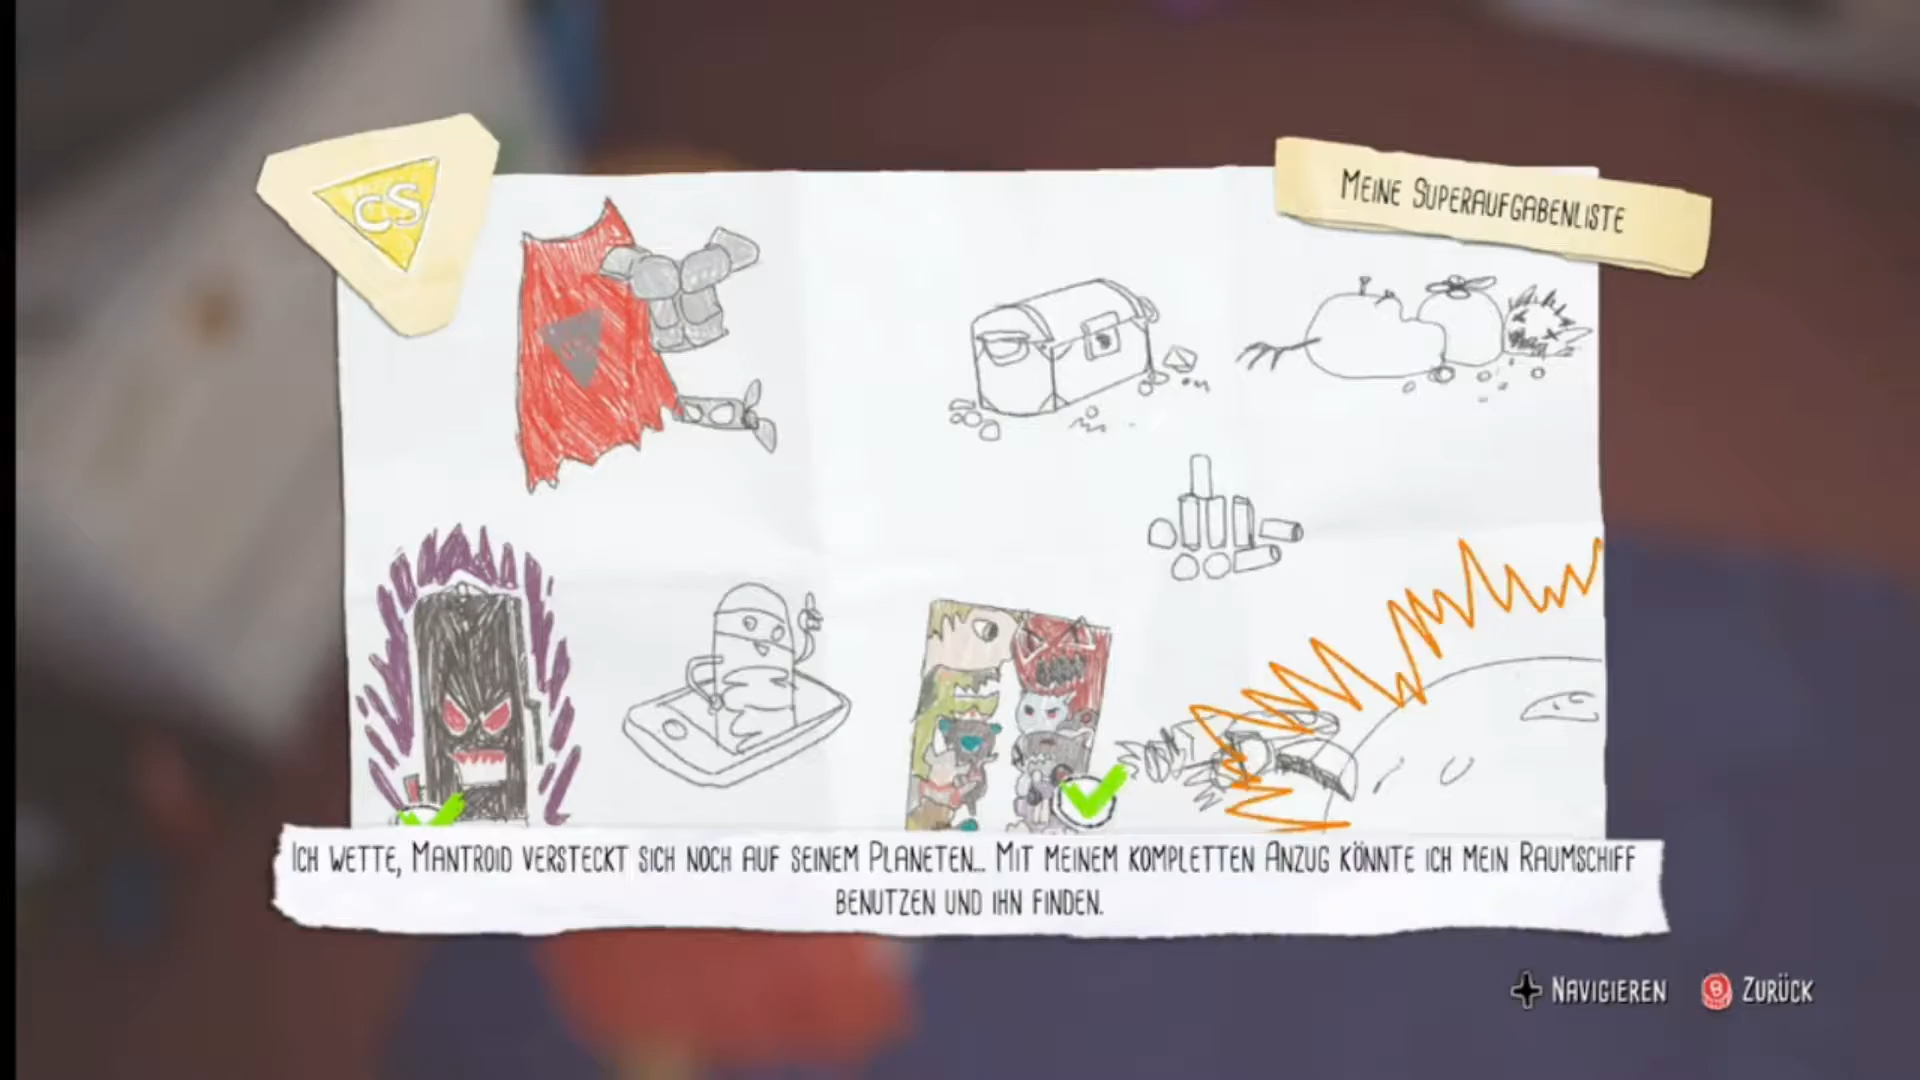 CS
Meine Superaufgabenliste
Ich wette, Mantroid versteckt sich noch auf seinem Planeten... Mit meinem kompletten Anzug könnte ich mein Raumschiff
benutzen und ihn finden.
Navigieren
B Zurück